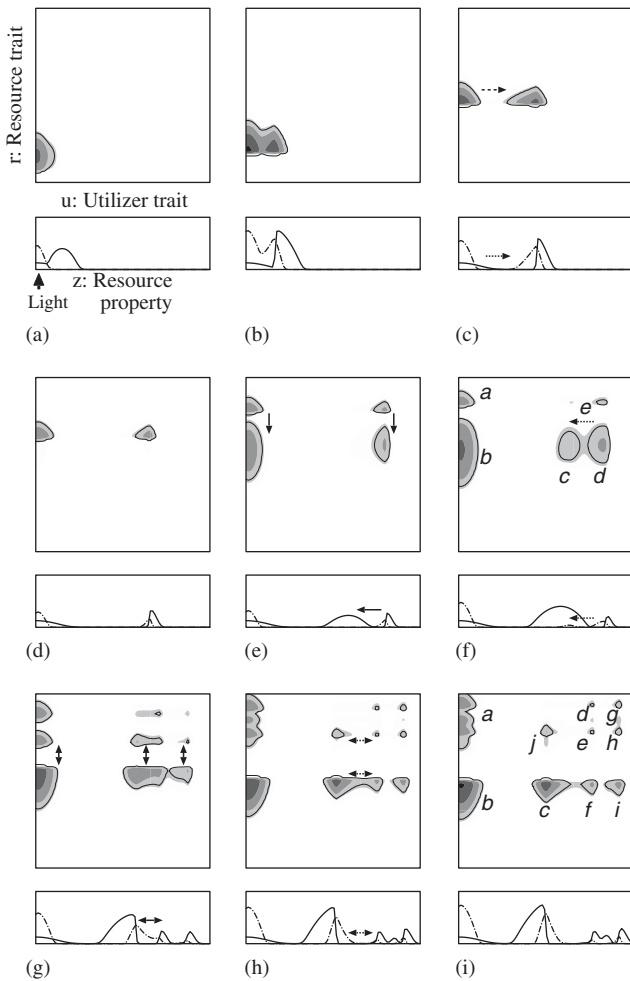 r: Resource trait
u: Utilizer trait
z: Resource
property
Light
(a)
(b)
(c)
a
b
c
d
e
(d)
(e)
(f)
a
b
c
d
e
f
g
h
i
j
(g)
(h)
(i)